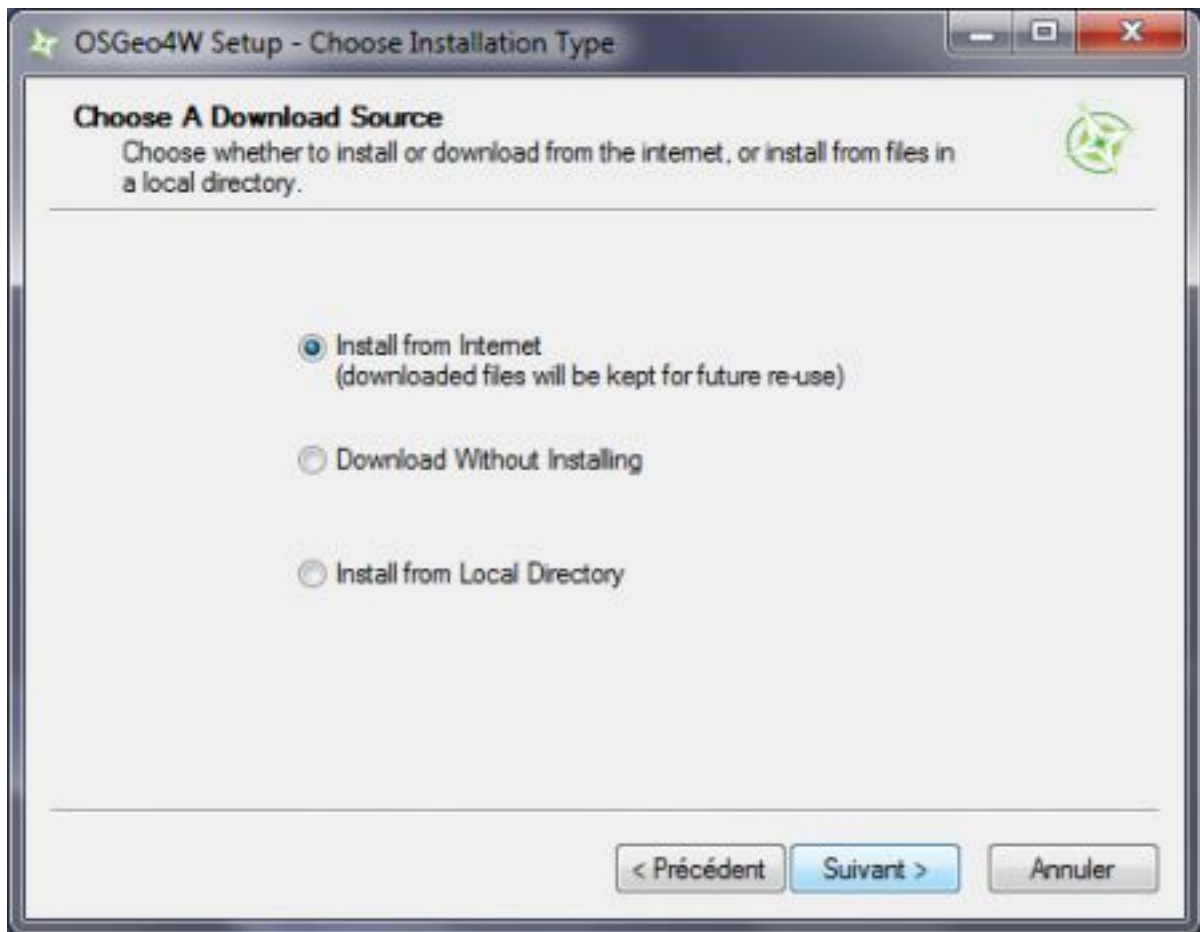 OSGeo4W Setup - Choose Installation Type
Choose A Download Source
Choose whether to install or download from the internet, or install from files in
a local directory.
Install from Internet
(downloaded files will be kept for future re-use)
Download Without Installing
Install from Local Directory
< Précédent
Suivant >
Annuler